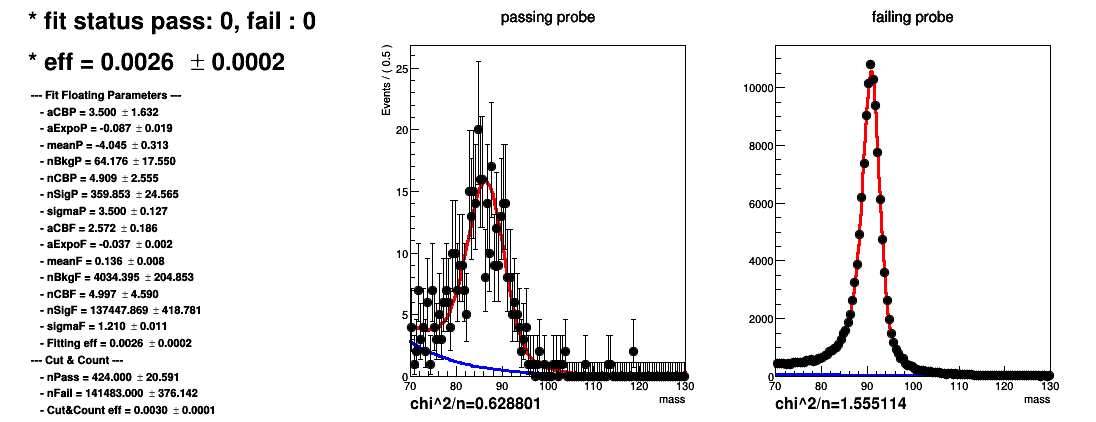 * fit status pass: 0, fail : 0
* eff = 0.0026 ± 0.0002
--- Fit Floating Parameters ---
- aCBP = 3.500 ± 1.632
- aExpoP = -0.087 ± 0.019
- meanP = -4.045 ± 0.313
- nBkgP = 64.176 ± 17.550
- nCBP = 4.909 ± 2.555
- nSigP = 359.853 ± 24.565
- sigmaP = 3.500 ± 0.127
- aCBF = 2.572 ± 0.186
- aExpoF = -0.037 ± 0.002
- meanF = 0.136 ± 0.008
- nBkgF = 4034.395 ± 204.853
- nCBF = 4.997 ± 4.590
- nSigF = 137447.869 ± 418.781
- sigmaF = 1.210 ± 0.011
- Fitting eff = 0.0026 ± 0.0002
--- Cut & Count ---
- nPass = 424.000 ± 20.591
- nFail = 141483.000 ± 376.142
- Cut&Count eff = 0.0030 ± 0.0001
passing probe
Events / ( 0.5 )
25
20
15
10
5
0
70 80 90 100 110 120 130
mass
chi^2/n=0.628801
failing probe
10000
8000
6000
4000
2000
0
70 80 90 100 110 120 130
mass
chi^2/n=1.555114